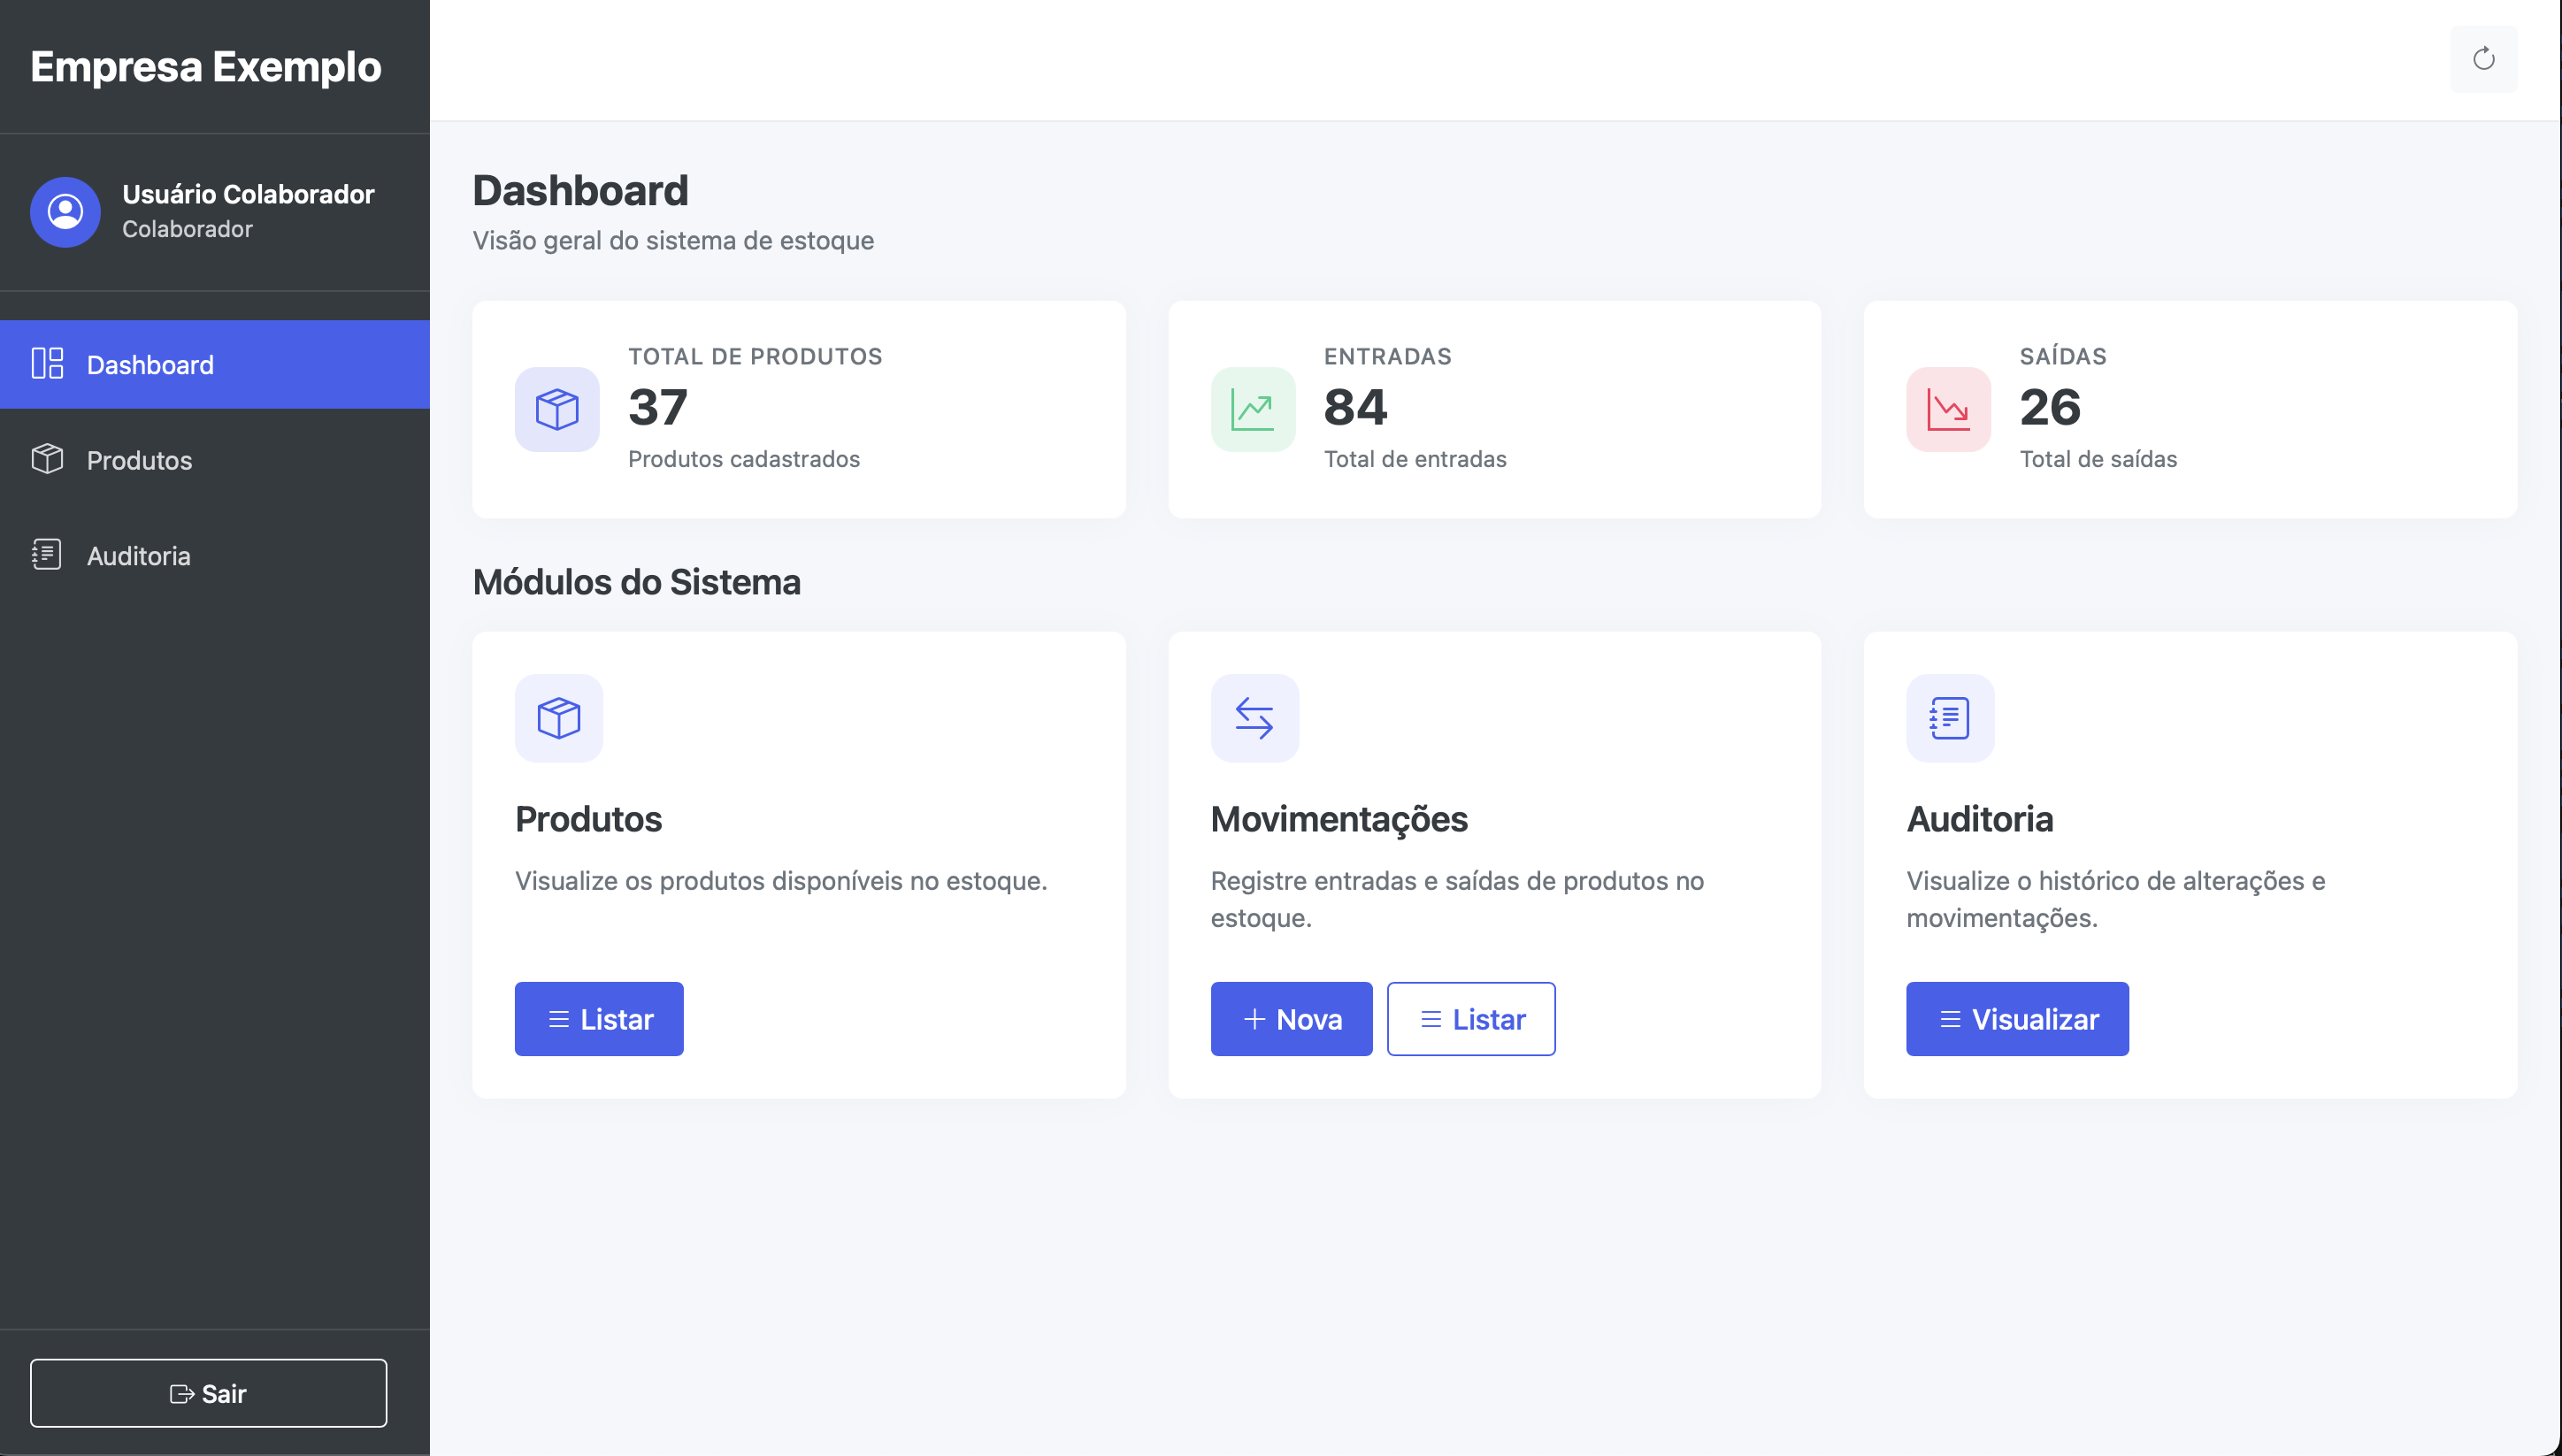 Empresa Exemplo
Usuário Colaborador
Colaborador
Dashboard
Produtos
Auditoria
Sair
Dashboard
Visão geral do sistema de estoque
TOTAL DE PRODUTOS
37
Produtos cadastrados
ENTRADAS
84
Total de entradas
SAÍDAS
26
Total de saídas
Módulos do Sistema
Produtos
Visualize os produtos disponíveis no estoque.
Listar
Movimentações
Registre entradas e saídas de produtos no
estoque.
Nova
Listar
Auditoria
Visualize o histórico de alterações e
movimentações.
Visualizar